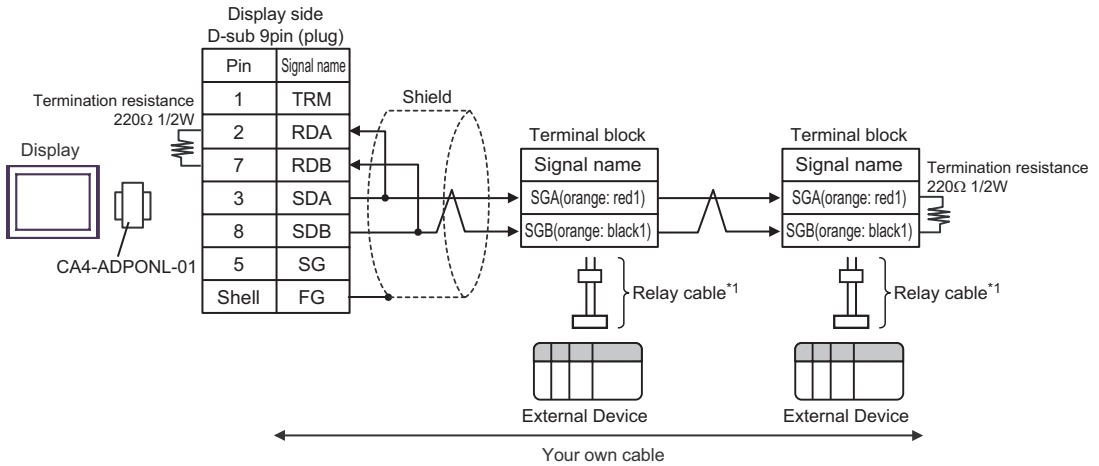 Display side
D-sub 9pin (plug)
Pin Signal name
1 TRM
2 RDA
7 RDB
3 SDA
8 SDB
5 SG
Shell FG
Termination resistance
220Ω 1/2W
Display
CA4-ADPONL-01
Shield
Terminal block
Signal name
SGA(orange: red1)
SGB(orange: black1)
Relay cable*1
External Device
Terminal block
Signal name
SGA(orange: red1)
SGB(orange: black1)
Termination resistance
220Ω 1/2W
Relay cable*1
External Device
Your own cable